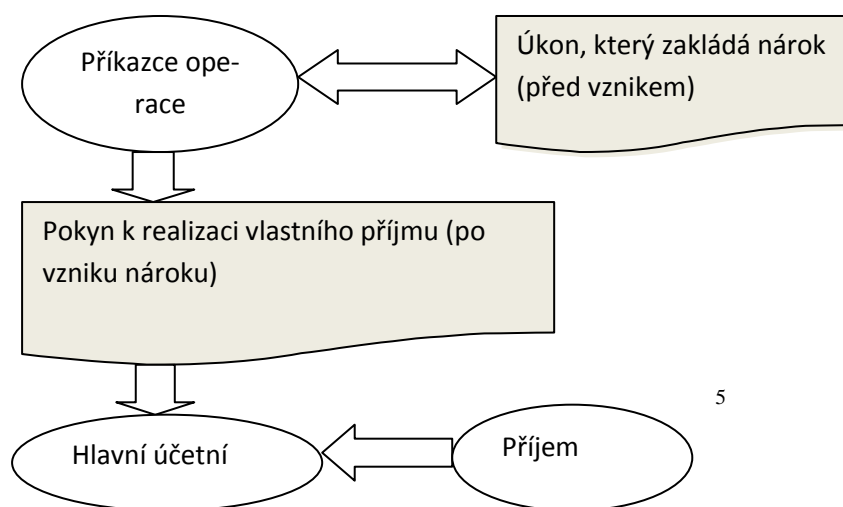 Příkazce ope-
race
Úkon, který zakládá nárok
(před vznikem)
Pokyn k realizaci vlastního příjmu (po
vzniku nároku)
5
Hlavní účetní
Příjem